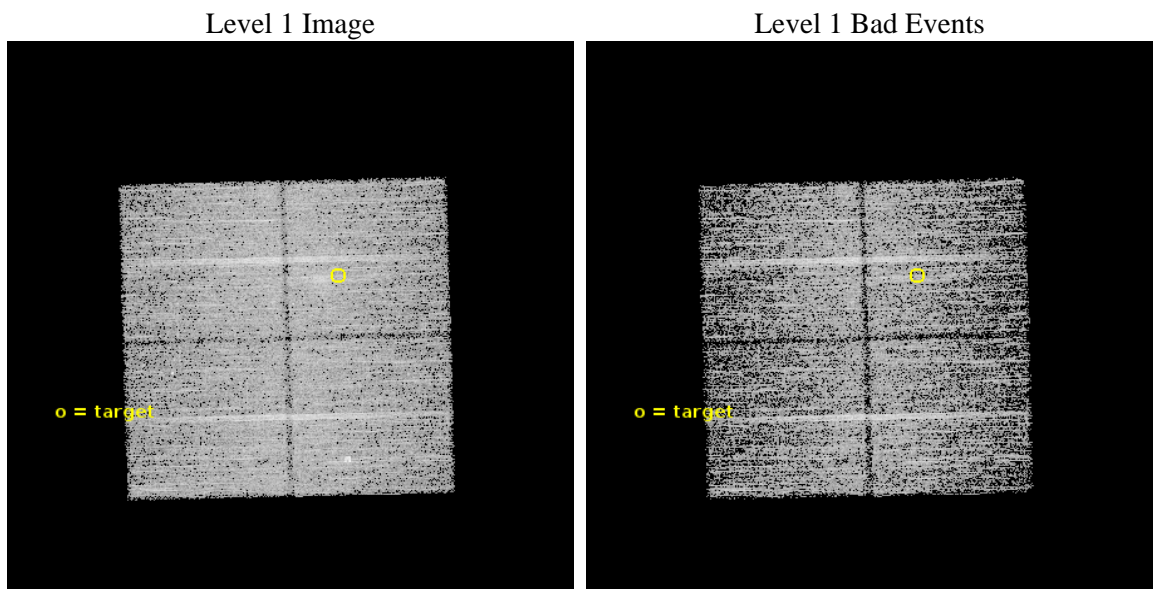 Level 1 Image
Level 1 Bad Events
o = target
o = target